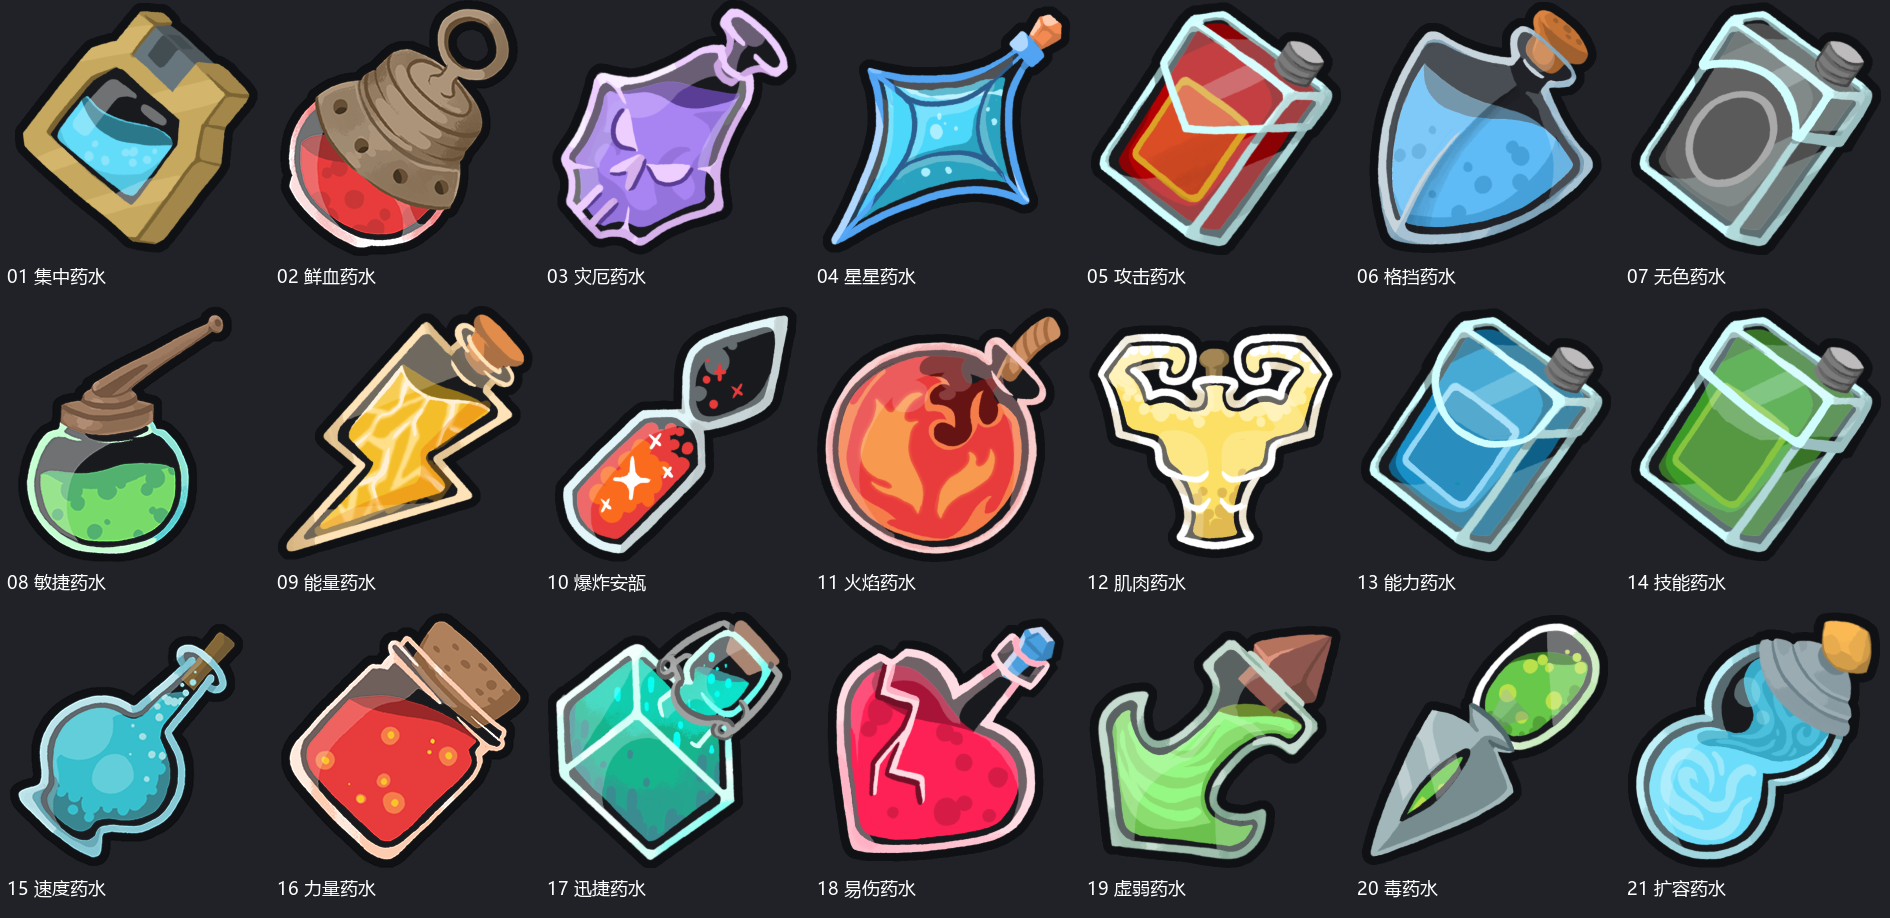 01 集中药水
02 鲜血药水
03 灾厄药水
04 星星药水
05 攻击药水
06 格挡药水
07 无色药水
08 敏捷药水
09 能量药水
10 爆炸安瓿
11 火焰药水
12 肌肉药水
13 能力药水
14 技能药水
15 速度药水
16 力量药水
17 迅捷药水
18 易伤药水
19 虚弱药水
20 毒药水
21 扩容药水